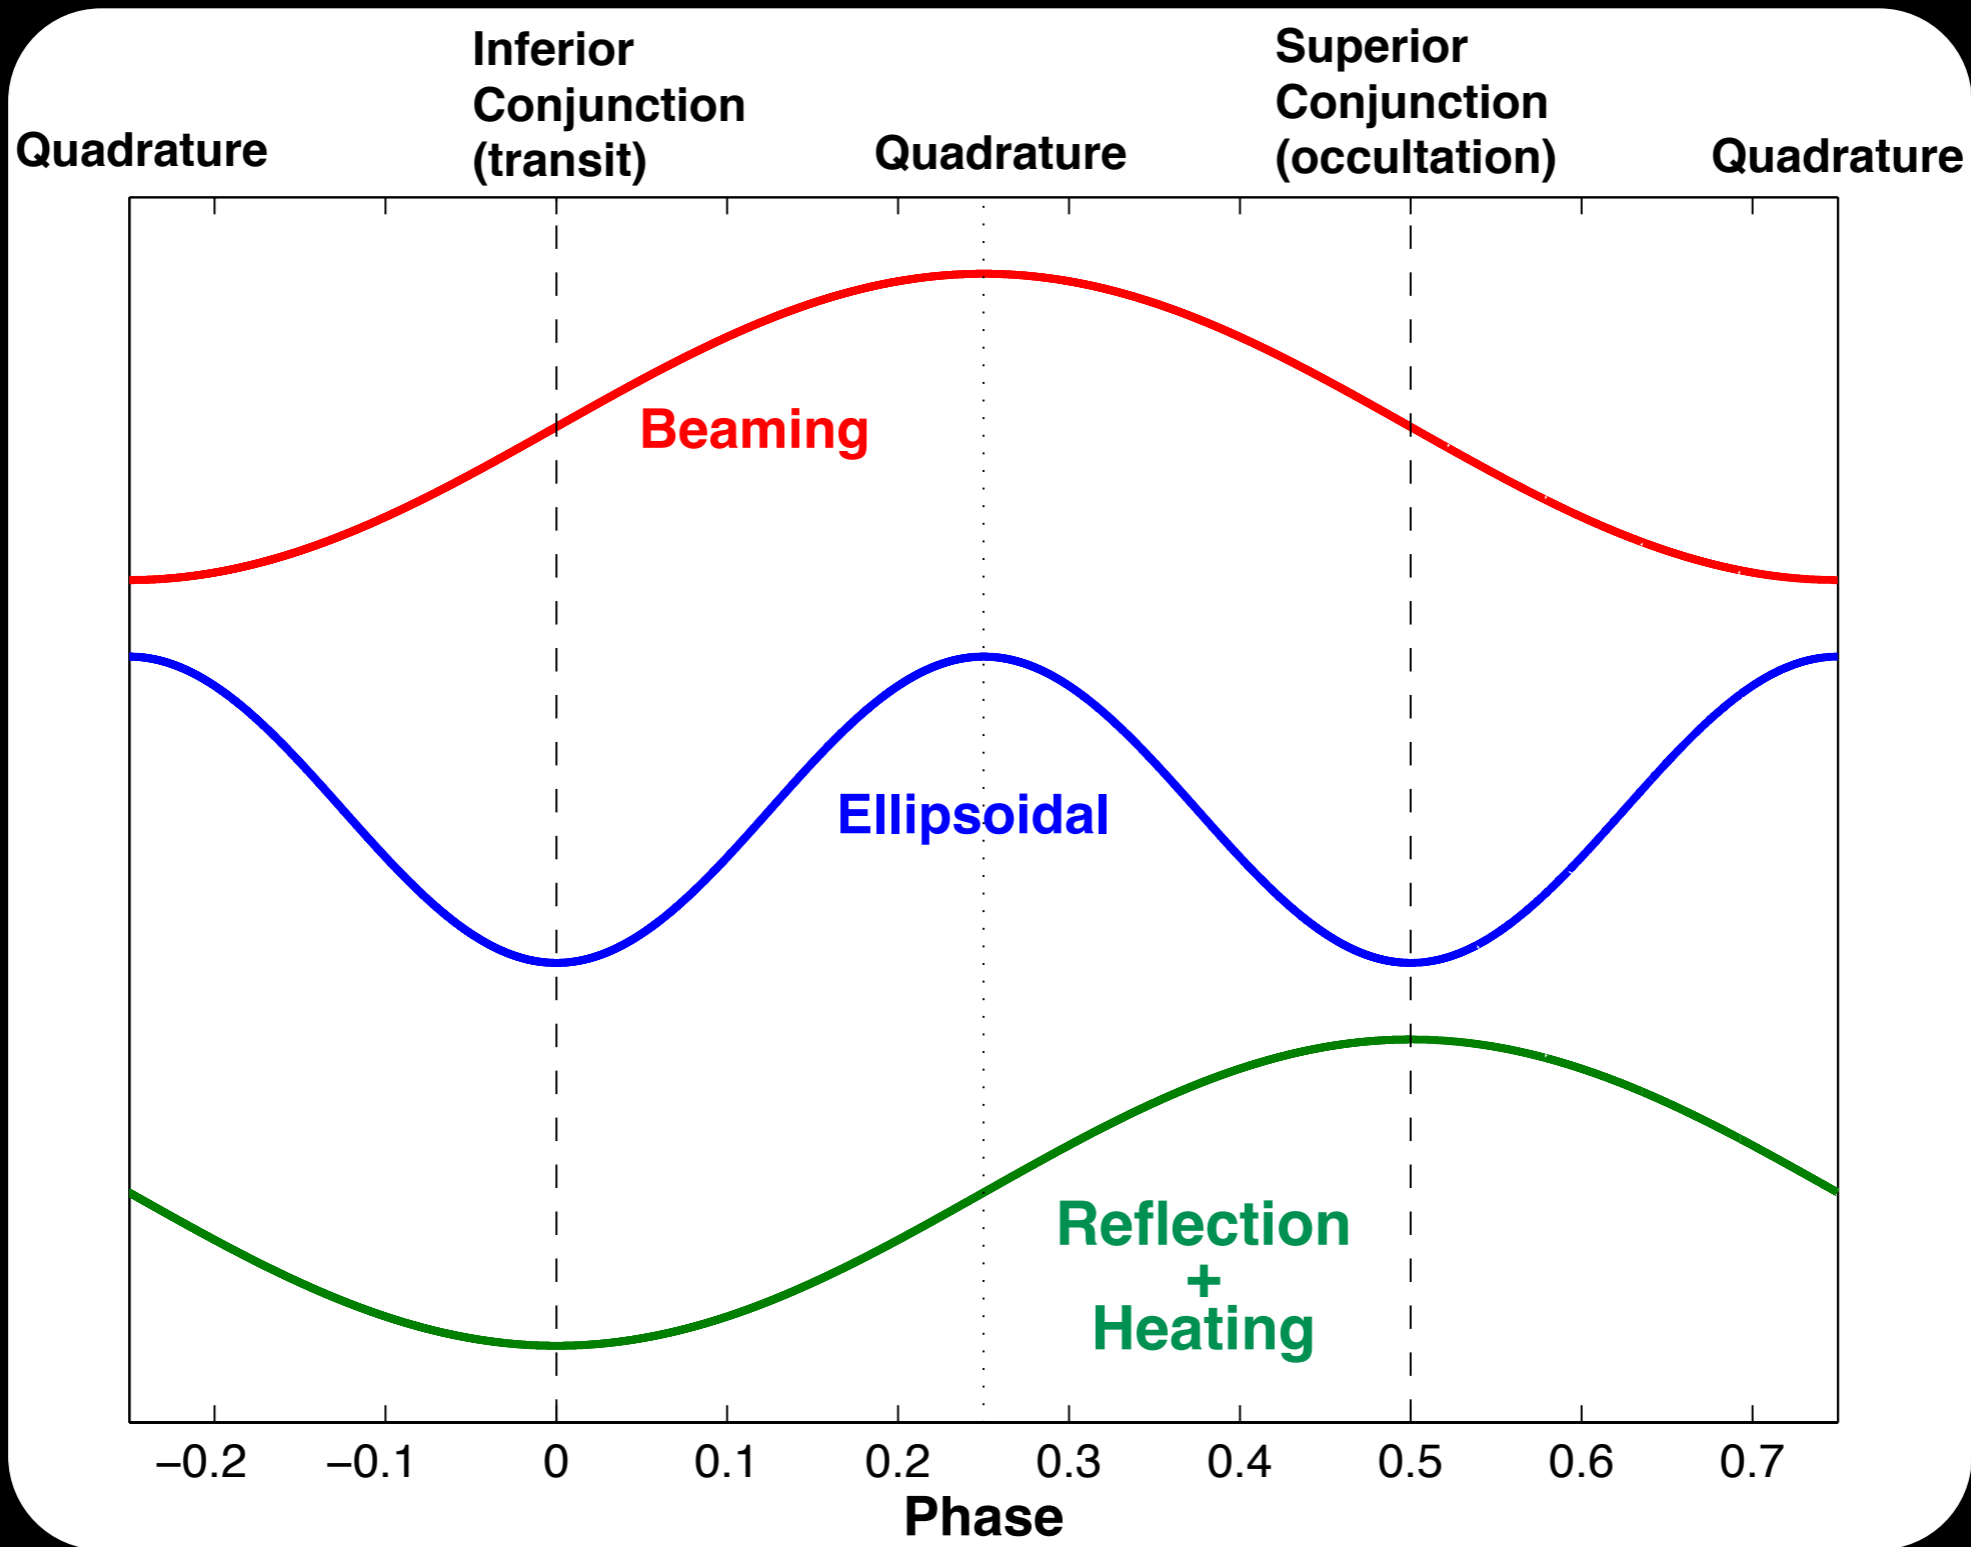 Inferior
Conjunction
(transit)
Superior
Conjunction
(occultation)
Quadrature
Quadrature
Quadrature
Beaming
Ellipsoidal
Reflection
+
Heating
−0.2
−0.1
0
0.1
0.2
0.3
0.4
0.5
0.6
0.7
Phase